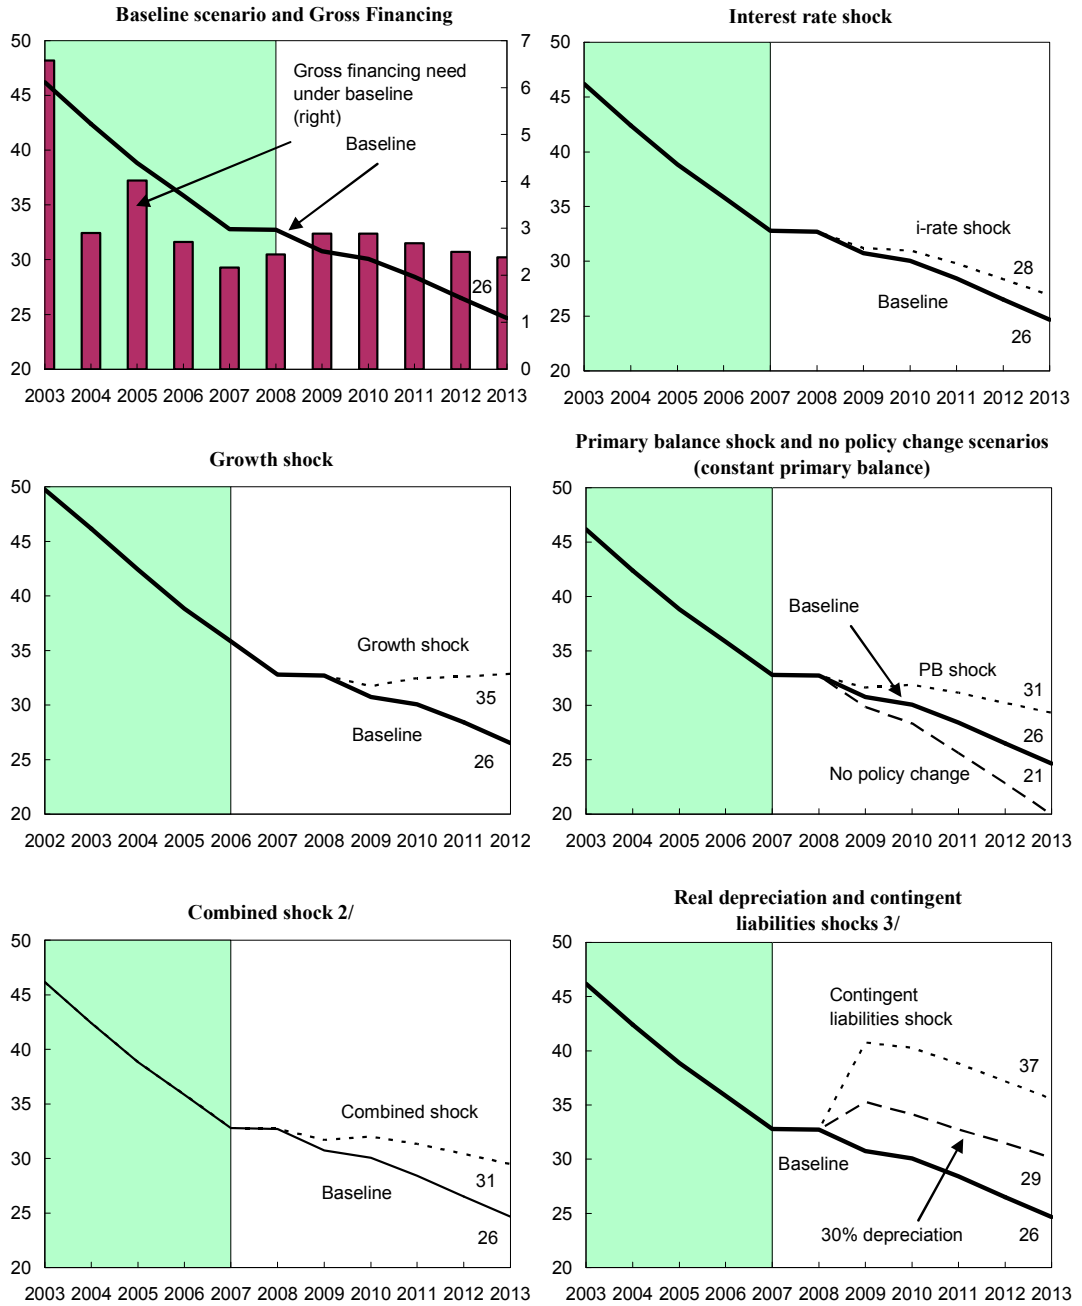 Baseline scenario and Gross Financing
50
45
40
35
30
25
20
7
6
5
4
3
2
1
0
Gross financing need
under baseline
(right)
Baseline
26
2003 2004 2005 2006 2007 2008 2009 2010 2011 2012 2013
Interest rate shock
50
45
40
35
30
25
20
i-rate shock
28
Baseline
26
2003 2004 2005 2006 2007 2008 2009 2010 2011 2012 2013
Growth shock
50
45
40
35
30
25
20
Growth shock
35
Baseline
26
2002 2003 2004 2005 2006 2007 2008 2009 2010 2011 2012
Primary balance shock and no policy change scenarios
(constant primary balance)
50
45
40
35
30
25
20
Baseline
PB shock
31
26
No policy change
21
2003 2004 2005 2006 2007 2008 2009 2010 2011 2012 2013
Combined shock 2/
50
45
40
35
30
25
20
Combined shock
31
Baseline
26
2003 2004 2005 2006 2007 2008 2009 2010 2011 2012 2013
Real depreciation and contingent
liabilities shocks 3/
50
45
40
35
30
25
20
Contingent
liabilities shock
37
Baseline
29
30% depreciation
26
2003 2004 2005 2006 2007 2008 2009 2010 2011 2012 2013